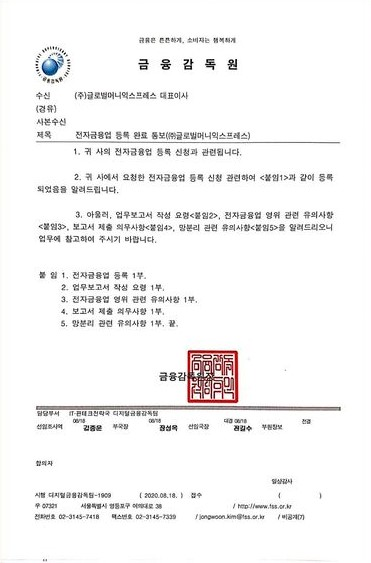 금융은 튼튼하게, 소비자는 행복하게
금 융 감 독 원
수신 (주)글로벌머니익스프레스 대표이사
(경유)
사본수신
제목 전자금융업 등록 완료 통보(㈜글로벌머니익스프레스)
1. 귀 사의 전자금융업 등록 신청과 관련됩니다.
2. 귀 사에서 요청한 전자금융업 등록 신청 관련하여 <붙임1>과 같이 등록
되었음을 알려드립니다.
3. 아울러, 업무보고서 작성 요령<붙임2>, 전자금융업 영위 관련 유의사항
<붙임3>, 보고서 제출 의무사항<붙임4>, 망분리 관련 유의사항<붙임5>을 알려드리오니
업무에 참고하여 주시기 바랍니다.
붙 임 1. 전자금융업 등록 1부.
2. 업무보고서 작성 요령 1부.
3. 전자금융업 영위 관련 유의사항 1부.
4. 보고서 제출 의무사항 1부.
5. 망분리 관련 유의사항 1부. 끝.
금융감독원장
담당부서 IT·핀테크전략국 디지털금융감독팀
08/18 08/18 대결 08/18 전결
선임조사역 김종운 부국장 장성옥 선임국장 전길수 부원장보
협의자
일상감사
시행 디지털금융감독팀-1909 ( 2020.08.18. ) 접수 ( )
우 07321 서울특별시 영등포구 여의대로 38 / http://www.fss.or.kr
전화번호 02-3145-7418 팩스번호 02-3145-7339 / jongwoon.kim@fss.or.kr / 비공개(7)